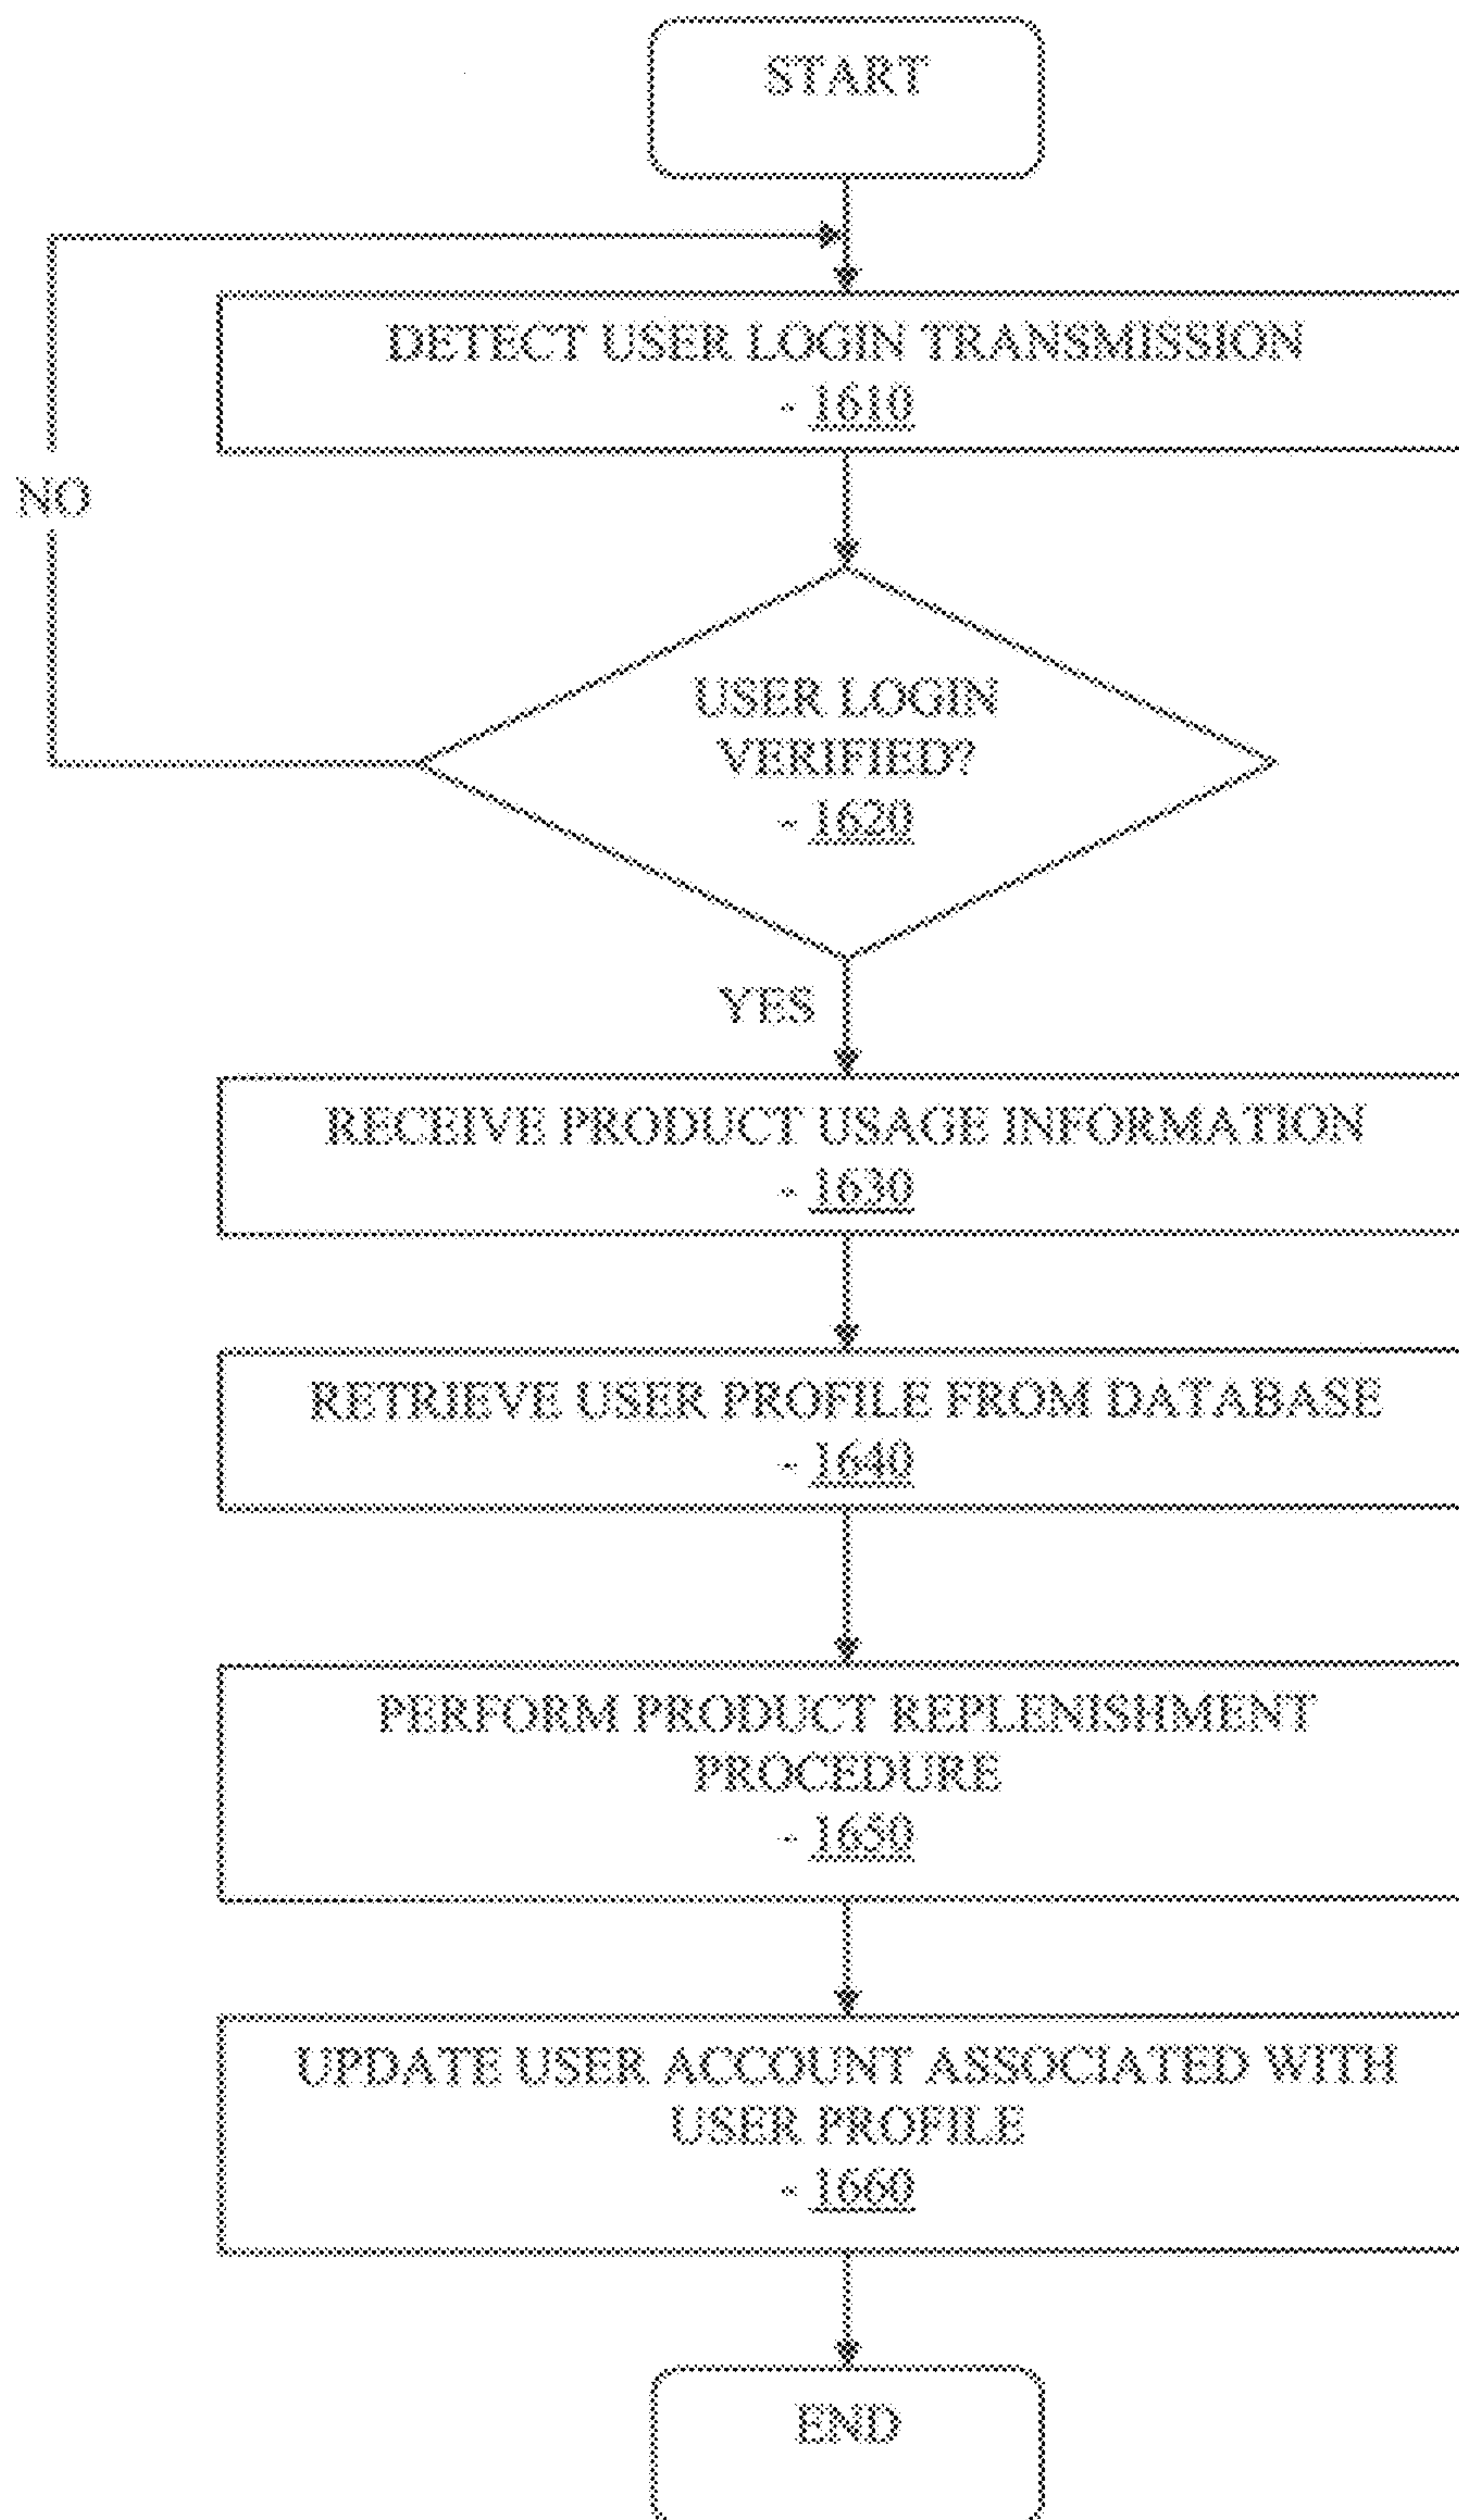 START
DETECT USER LOGIN TRANSMISSION
~ 1610
NO
USER LOGIN
VERIFIED?
~ 1620
YES
RECEIVE PRODUCT USAGE INFORMATION
~ 1630
RETRIEVE USER PROFILE FROM DATABASE
~ 1640
PERFORM PRODUCT REPLENISHMENT
PROCEDURE
~ 1650
UPDATE USER ACCOUNT ASSOCIATED WITH
USER PROFILE
~ 1660
END